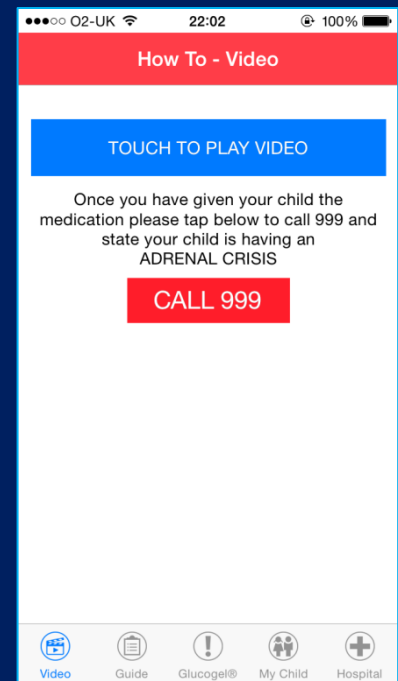 O2-UK 22:02 100%
How To - Video
TOUCH TO PLAY VIDEO
Once you have given your child the
medication please tap below to call 999 and
state your child is having an
ADRENAL CRISIS
CALL 999
Video Guide Glucogel® My Child Hospital